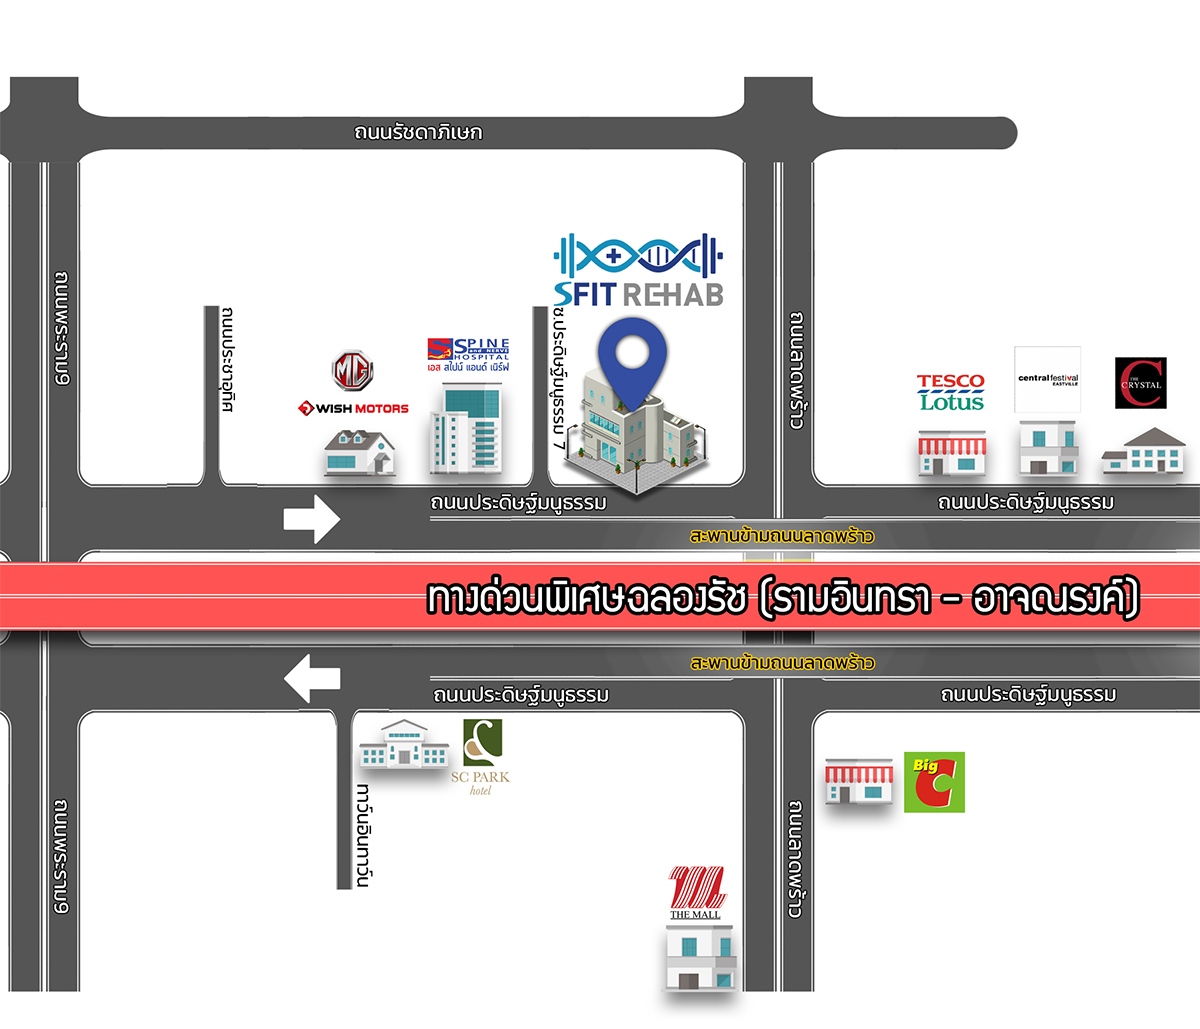 ถนนรัชดาภิเษก
SFIT REHAB
ถนนพระราม9
ถนนประชาอุทิศ
ซ.ประดิษฐ์มนูธรรม 7
ถนนลาดพร้าว
MG
WISH MOTORS
SPINE
and NERVE
HOSPITAL
เอส สไปน์ แอนด์ เนิร์ฟ
TESCO
Lotus
centralfestival
EASTVILLE
THE
CRYSTAL
ถนนประดิษฐ์มนูธรรม
ถนนประดิษฐ์มนูธรรม
สะพานข้ามถนนลาดพร้าว
ทางด่วนพิเศษฉลองรัช (รามอินทรา - อาจณรงค์)
สะพานข้ามถนนลาดพร้าว
ถนนประดิษฐ์มนูธรรม
ถนนประดิษฐ์มนูธรรม
SC PARK
hotel
Big C
ทาวน์อินทาวน์
ถนนพระราม9
ถนนลาดพร้าว
THE MALL